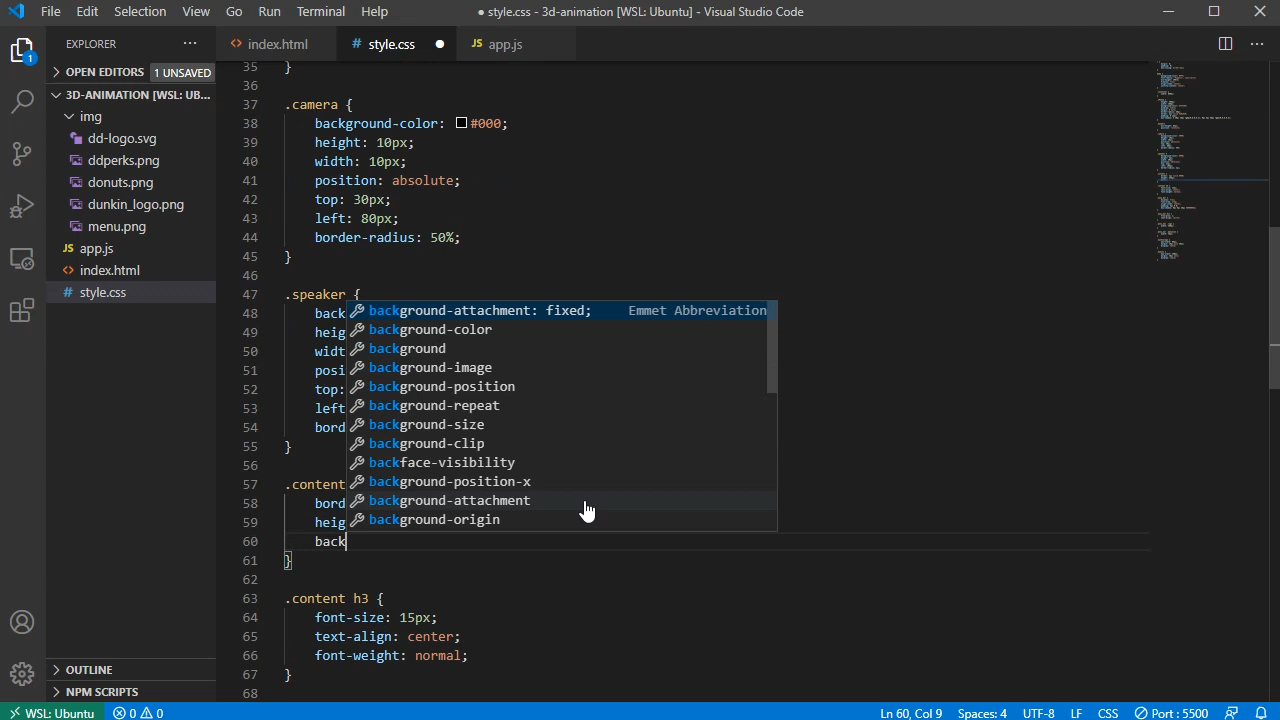 File Edit Selection View Go Run Terminal Help
● style.css - 3d-animation [WSL: Ubuntu] - Visual Studio Code
EXPLORER ···
<> index.html
# style.css ●
JS app.js
···
> OPEN EDITORS 1 UNSAVED
3D-ANIMATION [WSL: UB...
img
dd-logo.svg
ddperks.png
donuts.png
dunkin_logo.png
menu.png
JS app.js
<> index.html
# style.css
> OUTLINE
> NPM SCRIPTS
1
35 }
36
37 .camera {
38 background-color: #000;
39 height: 10px;
40 width: 10px;
41 position: absolute;
42 top: 30px;
43 left: 80px;
44 border-radius: 50%;
45 }
46
47 .speaker {
48 back
49 heig
50 widt
51 posi
52 top:
53 left
54 bord
55 }
56
57 .content
58 bord
59 heig
60 back
61 }
62
63 .content h3 {
64 font-size: 15px;
65 text-align: center;
66 font-weight: normal;
67 }
68
background-attachment: fixed; Emmet Abbreviation
background-color
background
background-image
background-position
background-repeat
background-size
background-clip
backface-visibility
background-position-x
background-attachment
background-origin
WSL: Ubuntu 0 0 Ln 60, Col 9 Spaces: 4 UTF-8 LF CSS Port : 5500